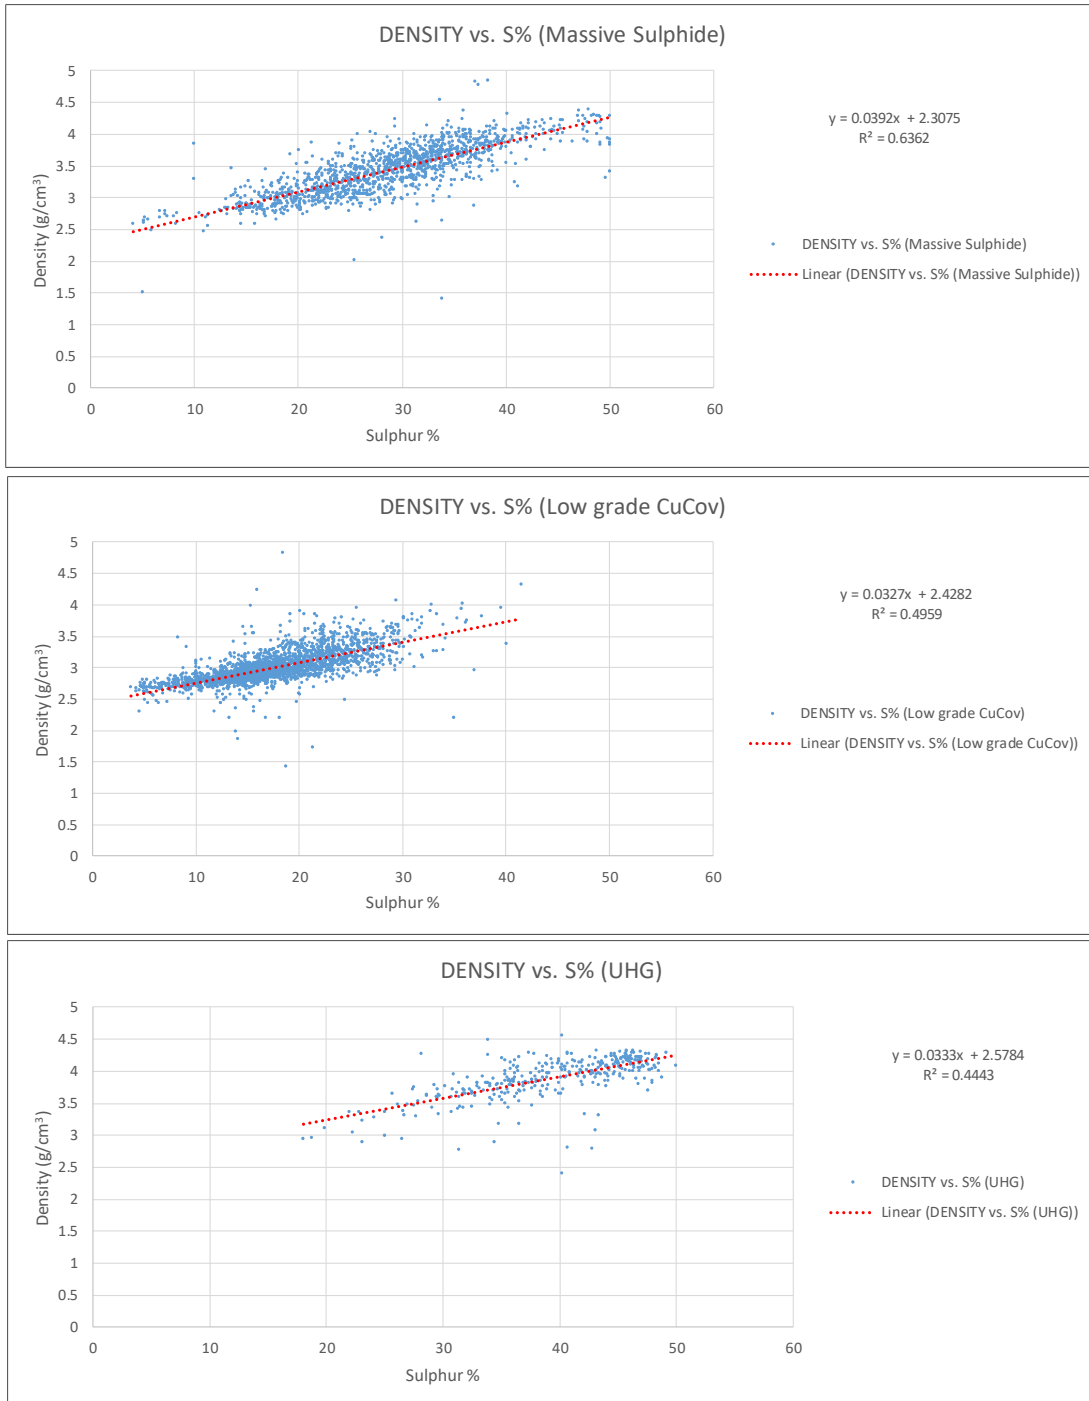 DENSITY vs. S% (Massive Sulphide)
5
4.5
4
3.5
3
2.5
2
1.5
1
0.5
0
Density (g/cm³)
0 10 20 30 40 50 60
Sulphur %
y = 0.0392x + 2.3075
R² = 0.6362
DENSITY vs. S% (Massive Sulphide)
Linear (DENSITY vs. S% (Massive Sulphide))
DENSITY vs. S% (Low grade CuCov)
5
4.5
4
3.5
3
2.5
2
1.5
1
0.5
0
Density (g/cm³)
0 10 20 30 40 50 60
Sulphur %
y = 0.0327x + 2.4282
R² = 0.4959
DENSITY vs. S% (Low grade CuCov)
Linear (DENSITY vs. S% (Low grade CuCov))
DENSITY vs. S% (UHG)
5
4.5
4
3.5
3
2.5
2
1.5
1
0.5
0
Density (g/cm³)
0 10 20 30 40 50 60
Sulphur %
y = 0.0333x + 2.5784
R² = 0.4443
DENSITY vs. S% (UHG)
Linear (DENSITY vs. S% (UHG))